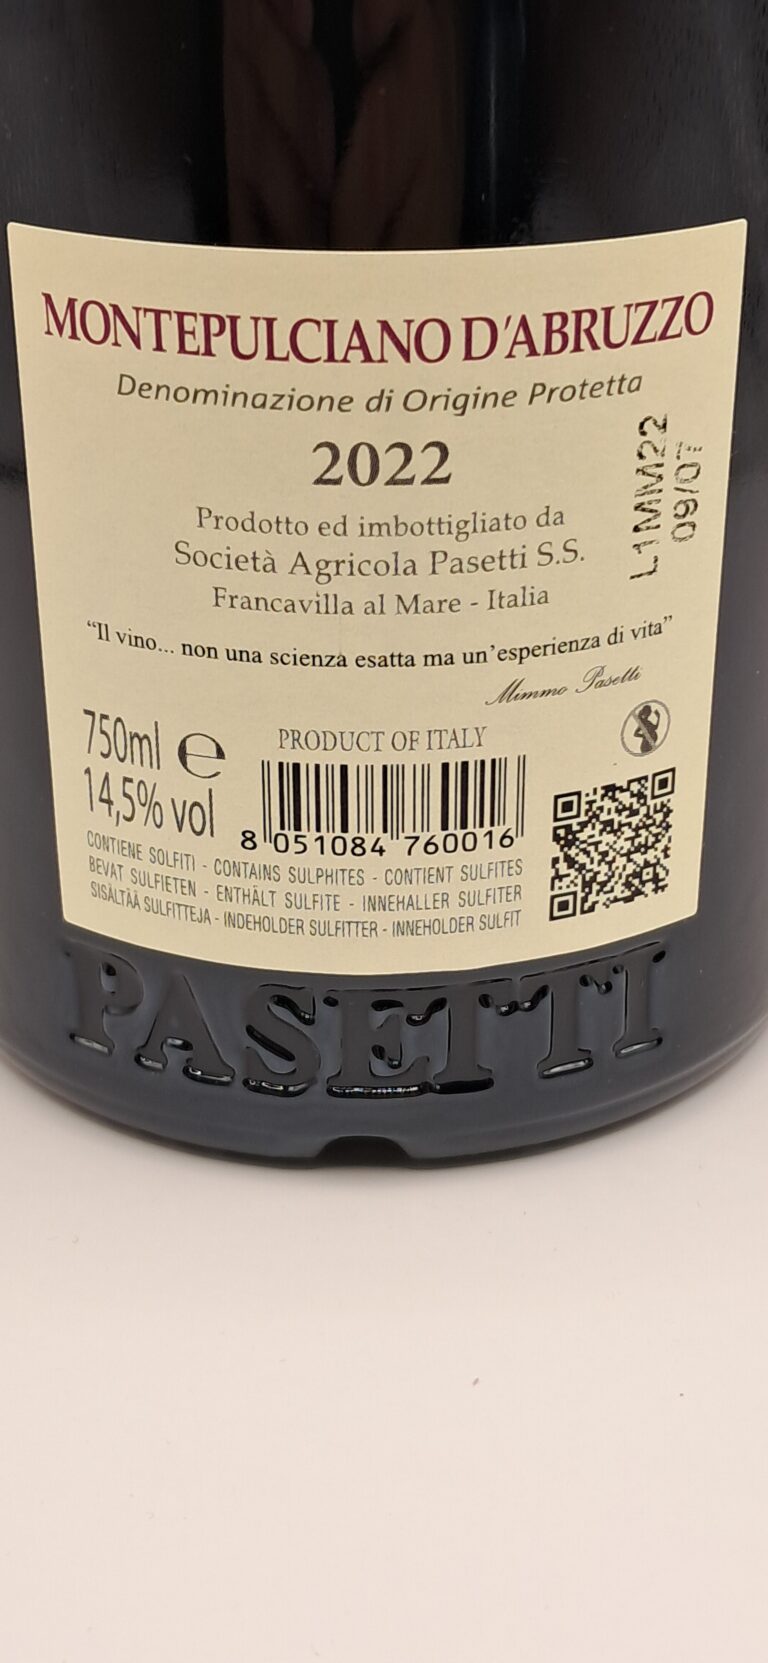 MONTEPULCIANO D'ABRUZZO
Denominazione di Origine Protetta
2022
L1MM22
09/07
Prodotto ed imbottigliato da
Società Agricola Pasetti S.S.
Francavilla al Mare - Italia
“Il vino... non una scienza esatta ma un'esperienza di vita”
Mimmo Pasetti
750ml e
14,5% vol
PRODUCT OF ITALY
8 051084 760016
CONTIENE SOLFITI - CONTAINS SULPHITES - CONTIENT SULFITES
BEVAT SULFIETEN - ENTHÄLT SULFITE - INNEHALLER SULFITER
SISÄLTÄÄ SULFITTEJA - INDEHOLDER SULFITTER - INNEHOLDER SULFIT
PASETTI